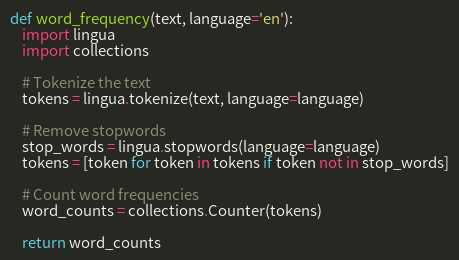 def word_frequency(text, language='en'):
    import lingua
    import collections

    # Tokenize the text
    tokens = lingua.tokenize(text, language=language)

    # Remove stopwords
    stop_words = lingua.stopwords(language=language)
    tokens = [token for token in tokens if token not in stop_words]

    # Count word frequencies
    word_counts = collections.Counter(tokens)

    return word_counts